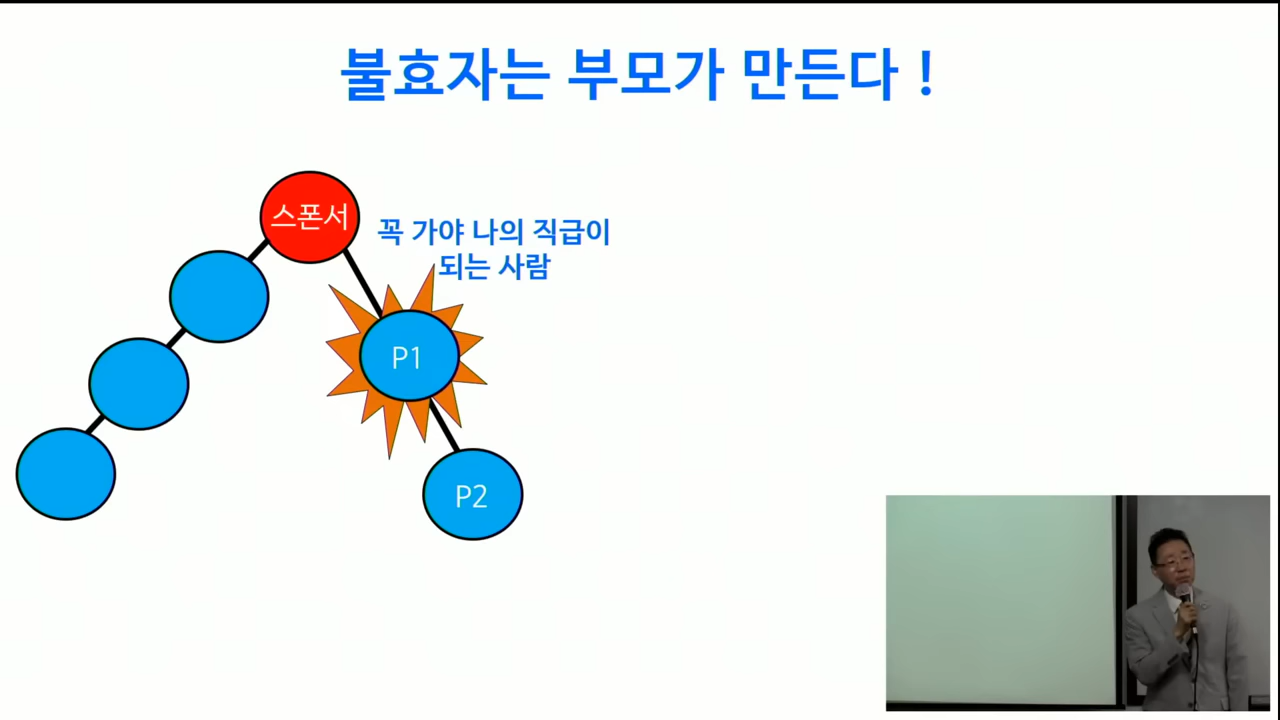 불효자는 부모가 만든다 !
스폰서
꼭 가야 나의 직급이
되는 사람
P1
P2